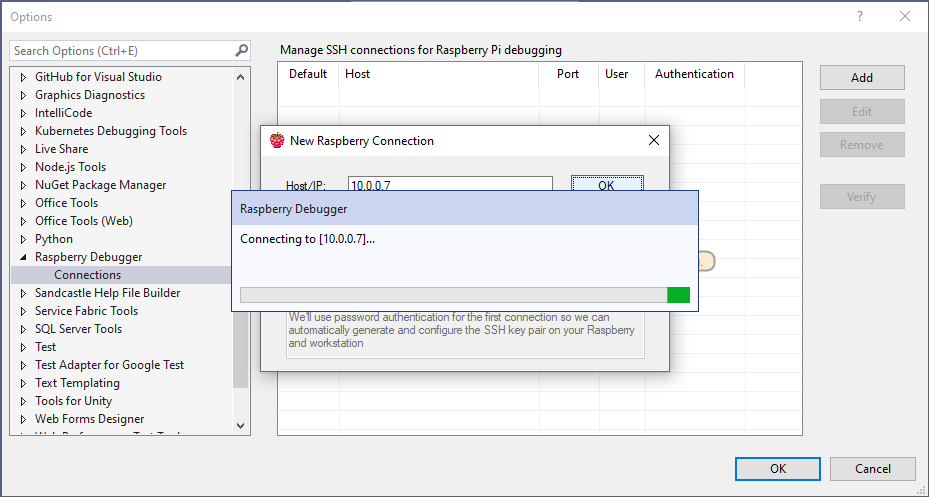 Options
?
Search Options (Ctrl+E)
GitHub for Visual Studio
Graphics Diagnostics
IntelliCode
Kubernetes Debugging Tools
Live Share
Node.js Tools
NuGet Package Manager
Office Tools
Office Tools (Web)
Python
Raspberry Debugger
Connections
Sandcastle Help File Builder
Service Fabric Tools
SQL Server Tools
Test
Test Adapter for Google Test
Text Templating
Tools for Unity
Web Forms Designer
Manage SSH connections for Raspberry Pi debugging
Default Host Port User Authentication
Add
Edit
Remove
Verify
New Raspberry Connection
Host/IP: 10.0.0.7 OK
Raspberry Debugger
Connecting to [10.0.0.7]...
We'll use password authentication for the first connection so we can
automatically generate and configure the SSH key pair on your Raspberry
and workstation
OK Cancel